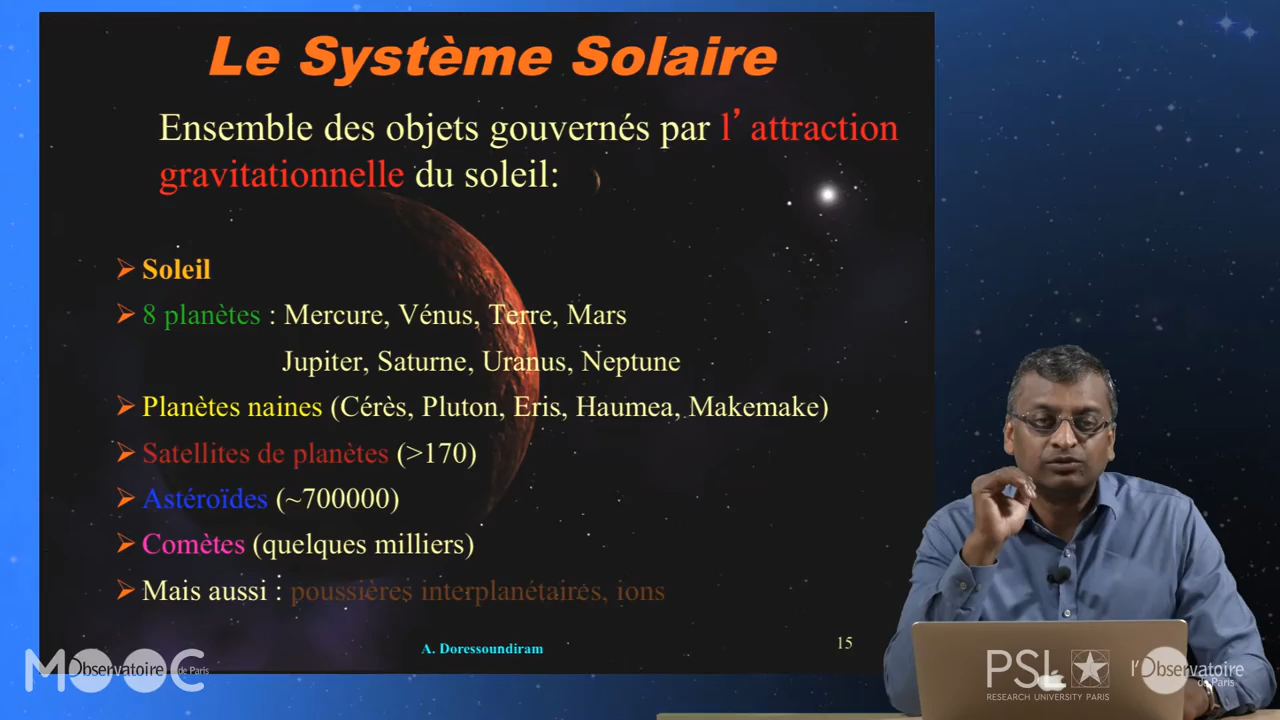 Le Système Solaire
Ensemble des objets gouvernés par l’attraction
gravitationnelle du soleil:
➢ Soleil
➢ 8 planètes : Mercure, Vénus, Terre, Mars
Jupiter, Saturne, Uranus, Neptune
➢ Planètes naines (Cérès, Pluton, Eris, Haumea, Makemake)
➢ Satellites de planètes (>170)
➢ Astéroïdes (~700000)
➢ Comètes (quelques milliers)
➢ Mais aussi : poussières interplanétaires, ions
A. Doressoundiram
15
MOOC
Observatoire de Paris
PSL
RESEARCH UNIVERSITY PARIS
l'Observatoire
de Paris